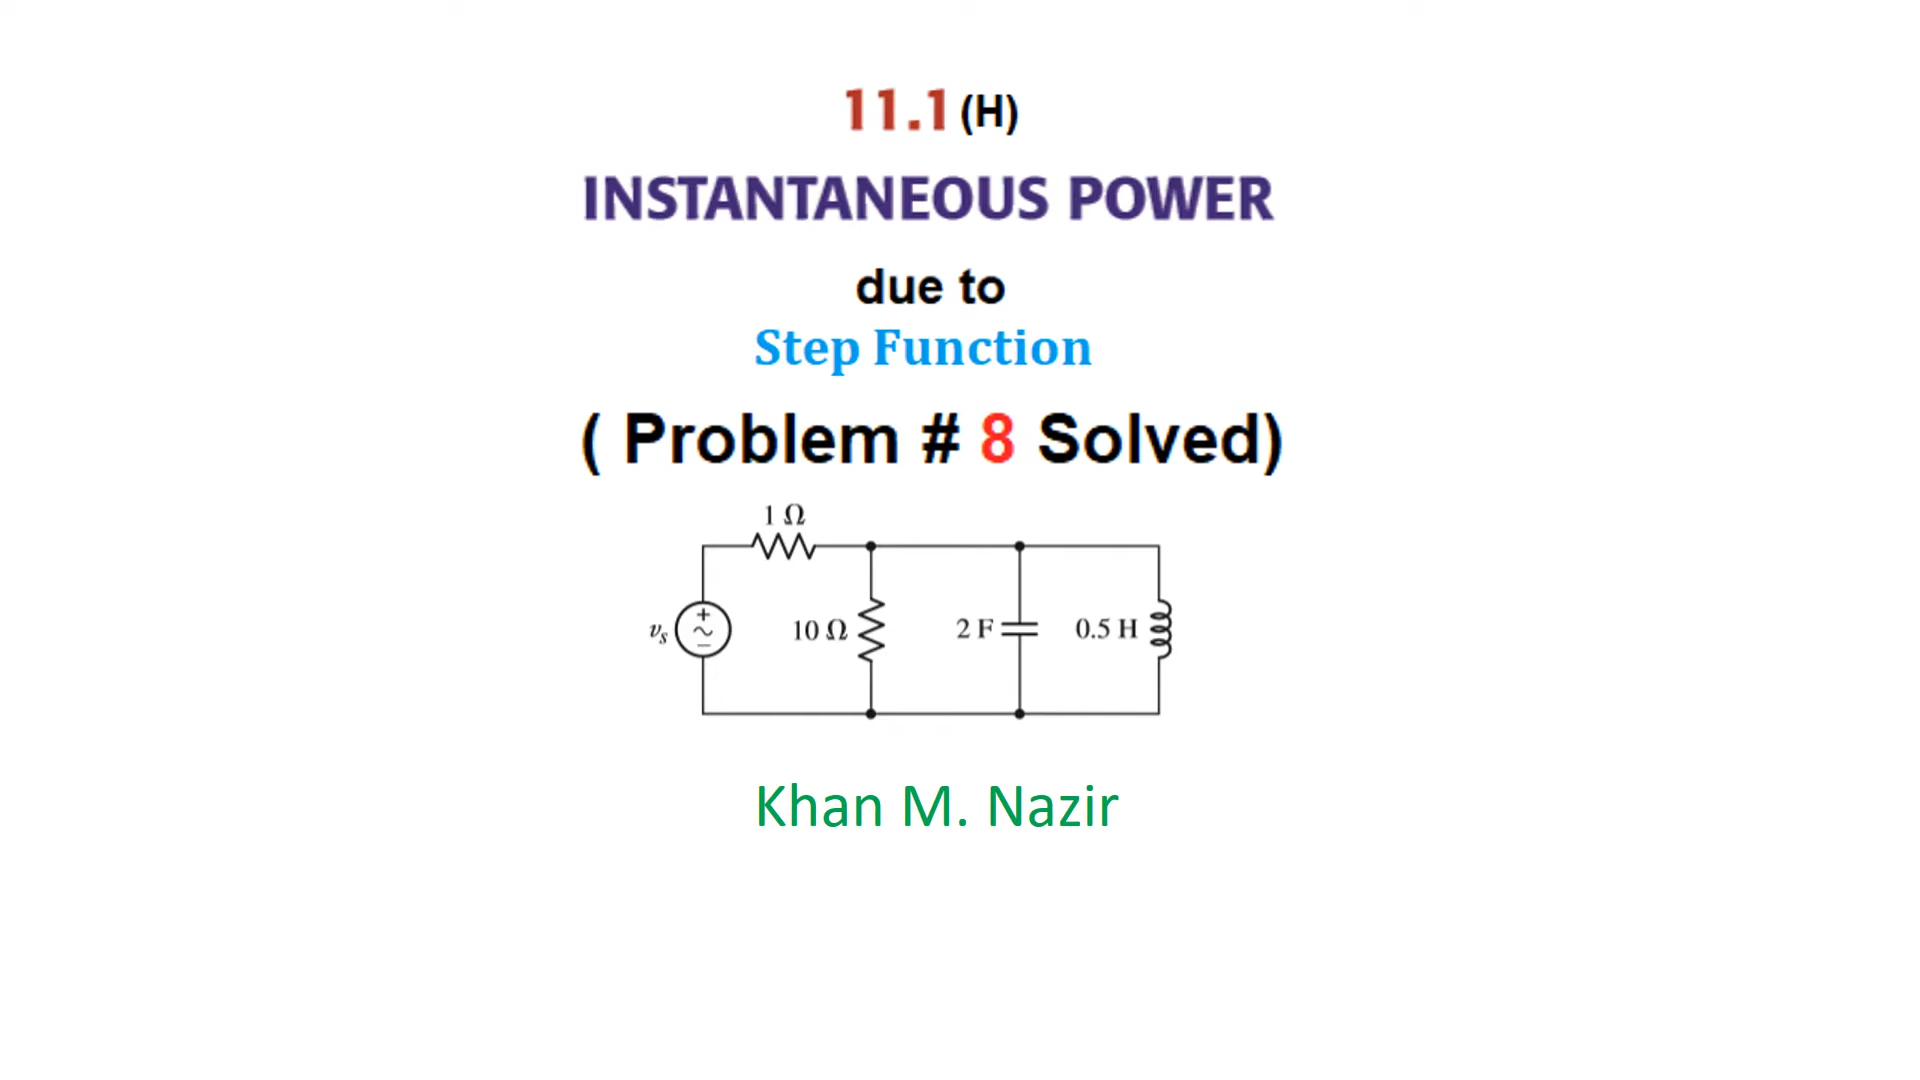 11.1 (H)
INSTANTANEOUS POWER
due to
Step Function
( Problem # 8 Solved)
1 Ω
vs + − 10 Ω 2 F 0.5 H
Khan M. Nazir